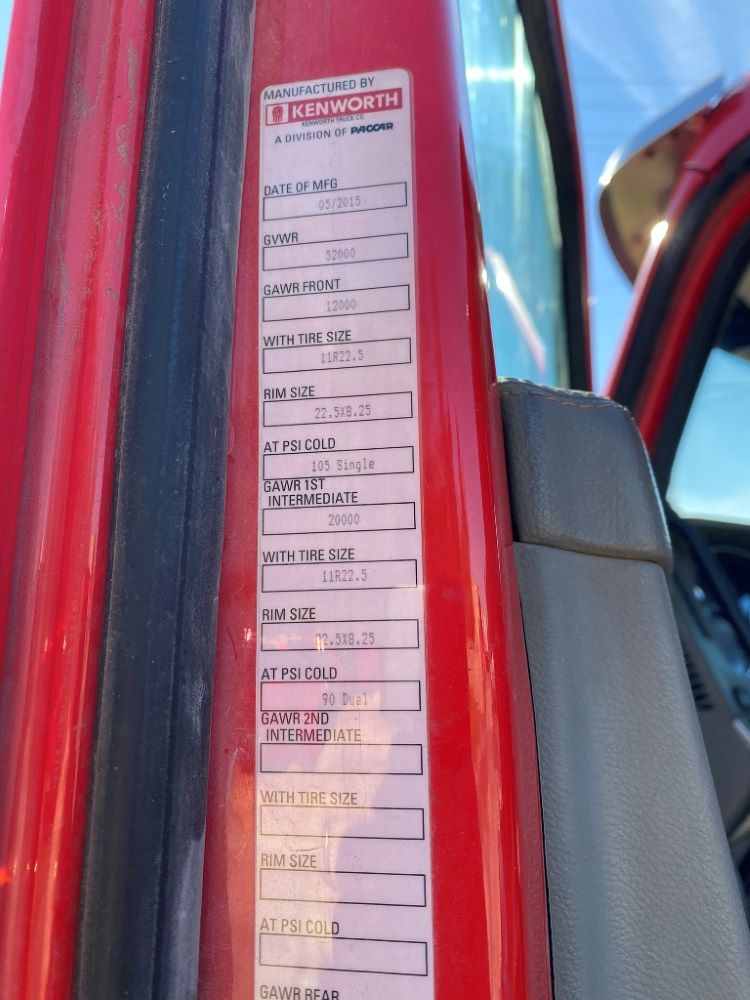 MANUFACTURED BY
KENWORTH
KENWORTH TRUCK CO.
A DIVISION OF PACCAR
DATE OF MFG
05/2015
GVWR
52000
GAWR FRONT
12000
WITH TIRE SIZE
11R22.5
RIM SIZE
22.5X8.25
AT PSI COLD
105 Single
GAWR 1ST
INTERMEDIATE
20000
WITH TIRE SIZE
11R22.5
RIM SIZE
22.5X8.25
AT PSI COLD
90 Dual
GAWR 2ND
INTERMEDIATE
WITH TIRE SIZE
RIM SIZE
AT PSI COLD
GAWR REAR